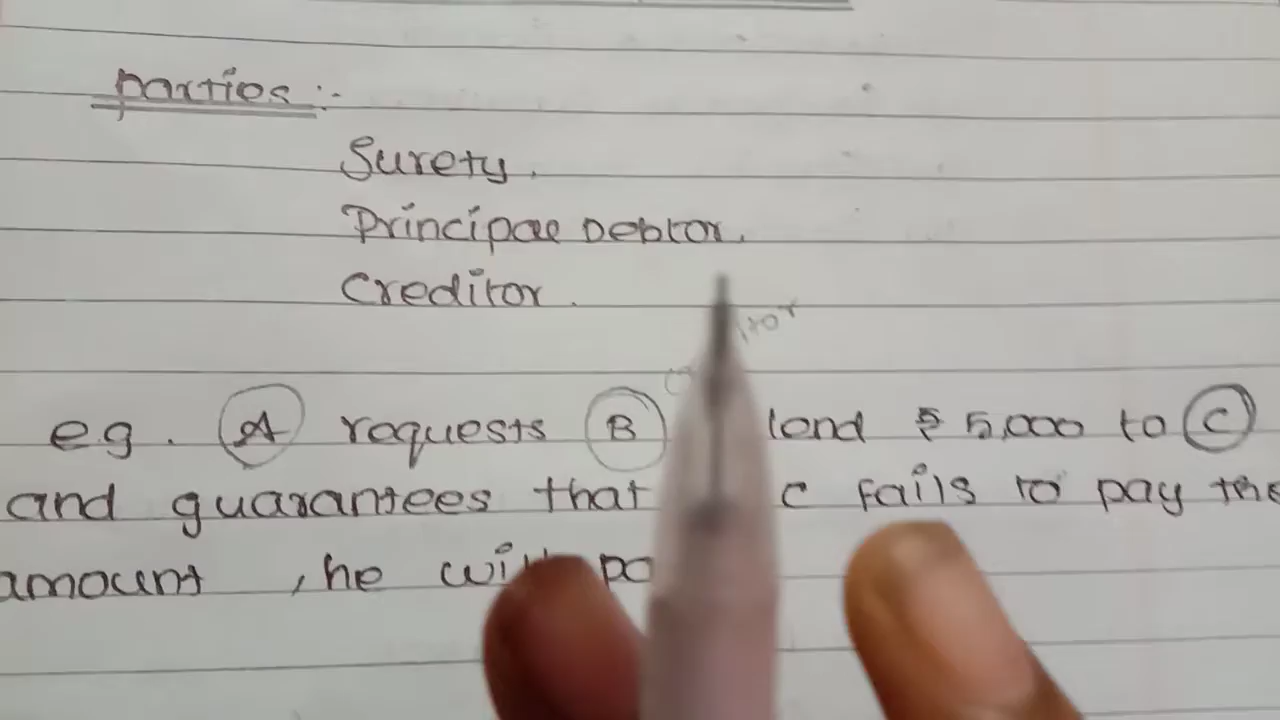 parties :-
Surety.
Principal Debtor.
Creditor.
eg. A requests B lend ₹ 5,000 to C
and guarantees that C fails to pay the
amount, he will